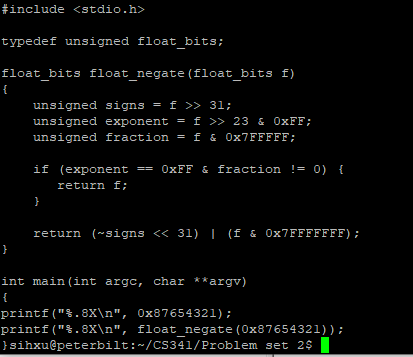 #include <stdio.h>
typedef unsigned float_bits;
float_bits float_negate(float_bits f)
{
    unsigned signs = f >> 31;
    unsigned exponent = f >> 23 & 0xFF;
    unsigned fraction = f & 0x7FFFFF;
    if (exponent == 0xFF & fraction != 0) {
       return f;
    }
    return (~signs << 31) | (f & 0x7FFFFFFF);
}
int main(int argc, char **argv)
{
printf("%.8X\n", 0x87654321);
printf("%.8X\n", float_negate(0x87654321));
}sihxu@peterbilt:~/CS341/Problem set 2$